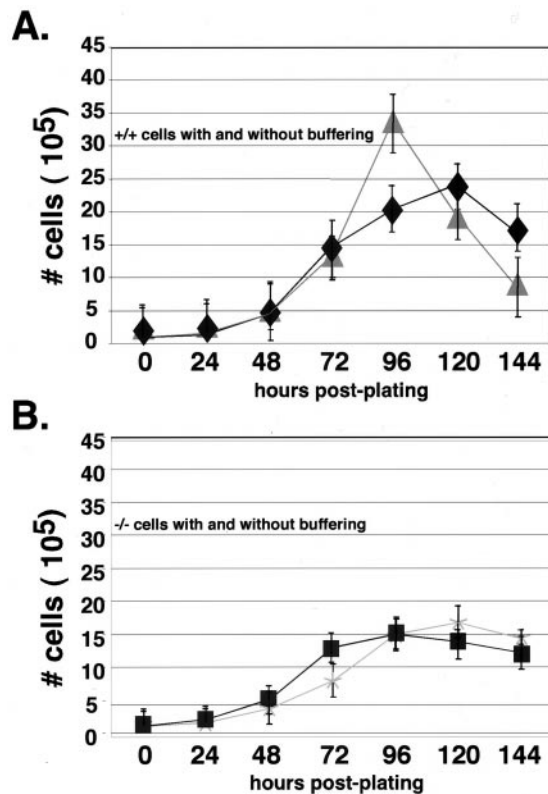 A.
# cells ( 10⁵)
45
40
35
30
25
20
15
10
5
0
+/+ cells with and without buffering
0 24 48 72 96 120 144
hours post-plating
B.
# cells ( 10⁵)
45
40
35
30
25
20
15
10
5
0
-/- cells with and without buffering
0 24 48 72 96 120 144
hours post-plating